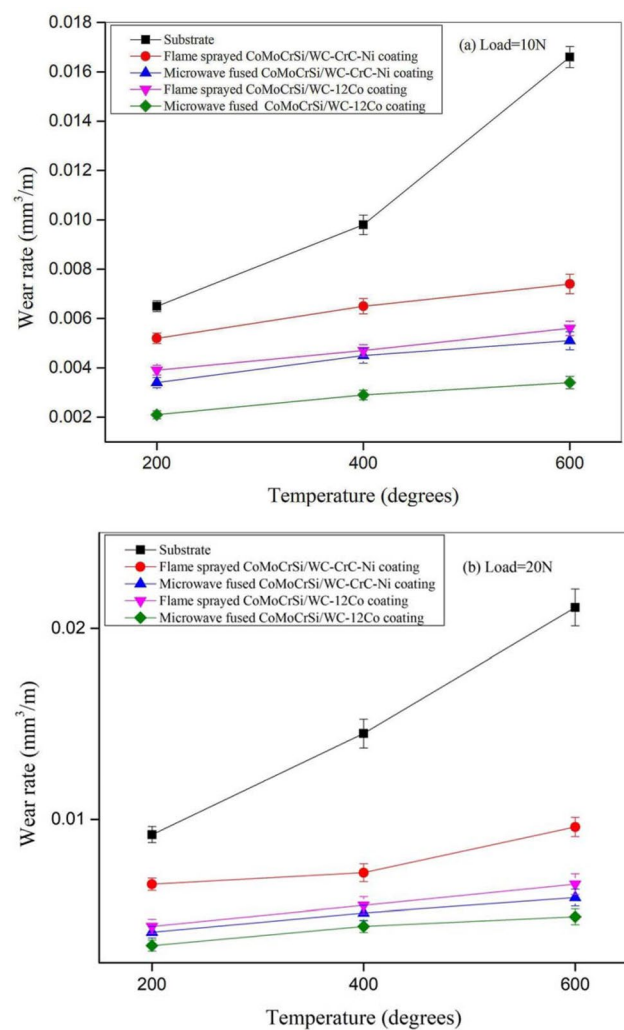 0.018
0.016
0.014
0.012
0.010
0.008
0.006
0.004
0.002
Wear rate (mm³/m)
Substrate
Flame sprayed CoMoCrSi/WC-CrC-Ni coating
Microwave fused CoMoCrSi/WC-CrC-Ni coating
Flame sprayed CoMoCrSi/WC-12Co coating
Microwave fused CoMoCrSi/WC-12Co coating
(a) Load=10N
200 400 600
Temperature (degrees)
Substrate
Flame sprayed CoMoCrSi/WC-CrC-Ni coating
Microwave fused CoMoCrSi/WC-CrC-Ni coating
Flame sprayed CoMoCrSi/WC-12Co coating
Microwave fused CoMoCrSi/WC-12Co coating
(b) Load=20N
0.02
0.01
Wear rate (mm³/m)
200 400 600
Temperature (degrees)